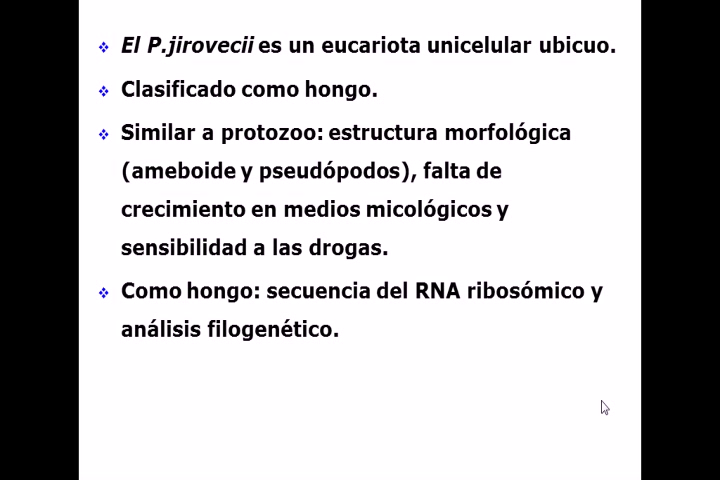 El P.jirovecii es un eucariota unicelular ubicuo.
Clasificado como hongo.
Similar a protozoo: estructura morfológica
(ameboide y pseudópodos), falta de
crecimiento en medios micológicos y
sensibilidad a las drogas.
Como hongo: secuencia del RNA ribosómico y
análisis filogenético.